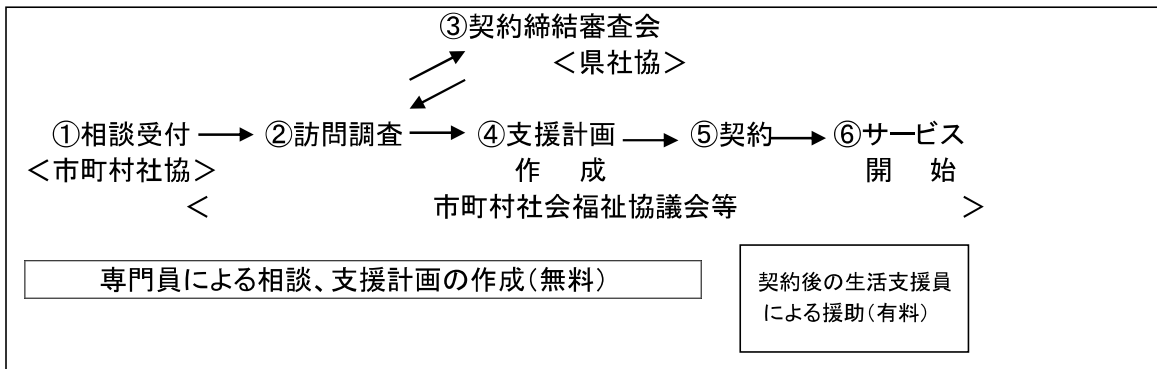 ③契約締結審査会
＜県社協＞
①相談受付 → ②訪問調査 → ④支援計画 → ⑤契約 → ⑥サービス
＜市町村社協＞ 作 成 開 始
＜ 市町村社会福祉協議会等 ＞
専門員による相談、支援計画の作成（無料）
契約後の生活支援員
による援助（有料）